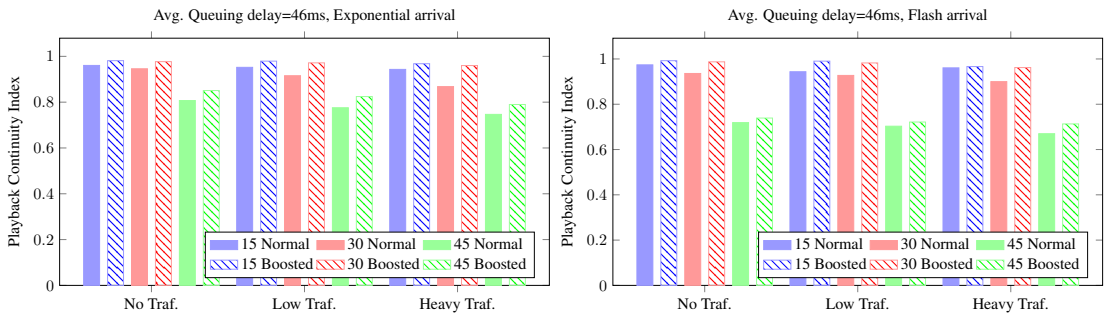 Avg. Queuing delay=46ms, Exponential arrival
Playback Continuity Index
1
0.8
0.6
0.4
0.2
0
15 Normal 30 Normal 45 Normal
15 Boosted 30 Boosted 45 Boosted
No Traf. Low Traf. Heavy Traf.
Avg. Queuing delay=46ms, Flash arrival
Playback Continuity Index
1
0.8
0.6
0.4
0.2
0
15 Normal 30 Normal 45 Normal
15 Boosted 30 Boosted 45 Boosted
No Traf. Low Traf. Heavy Traf.